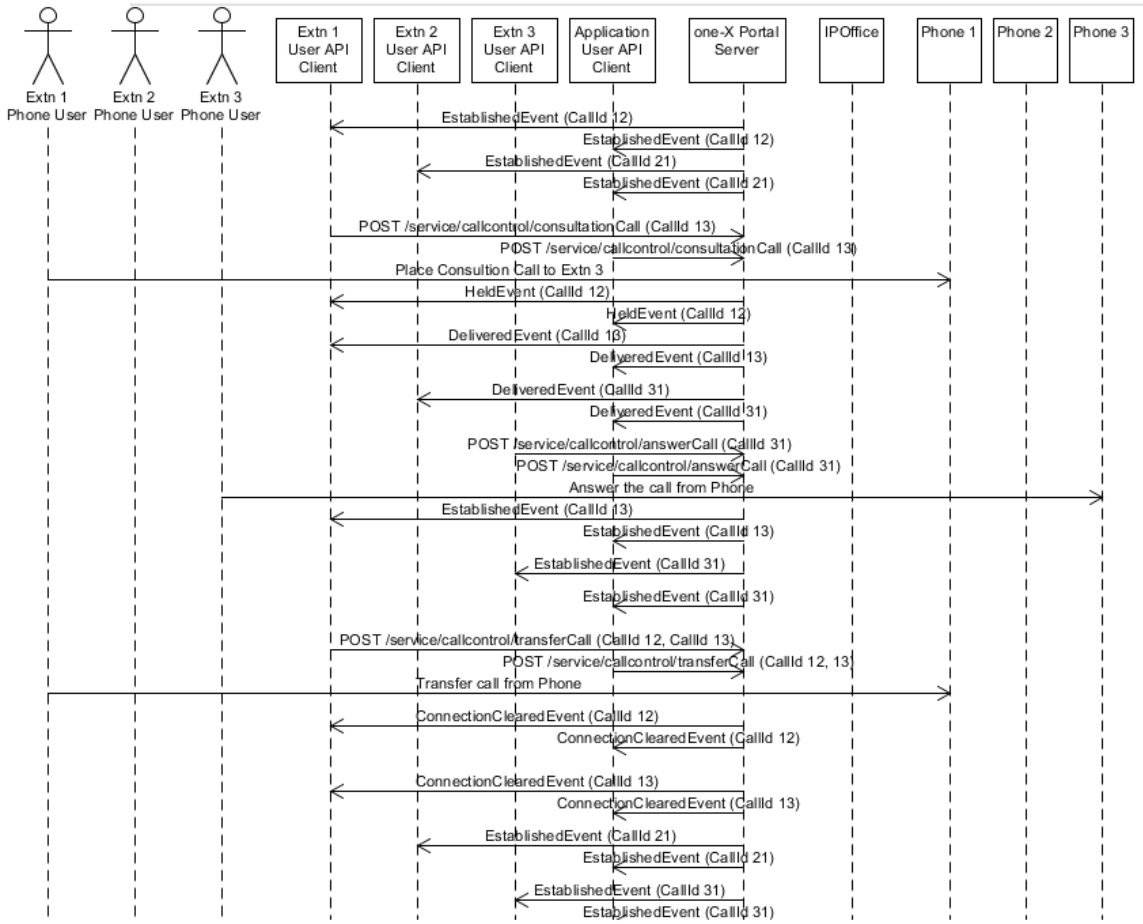 Extn 1
User API
Client
Extn 2
User API
Client
Extn 3
User API
Client
Application
User API
Client
one-X Portal
Server
IPOffice
Phone 1
Phone 2
Phone 3
Extn 1
Phone User
Extn 2
Phone User
Extn 3
Phone User
EstablishedEvent (CallId 12)
EstablishedEvent (CallId 12)
EstablishedEvent (CallId 21)
EstablishedEvent (CallId 21)
POST /service/callcontrol/consultationCall (CallId 13)
POST /service/callcontrol/consultationCall (CallId 13)
Place Consultion Call to Extn 3
HeldEvent (CallId 12)
HeldEvent (CallId 12)
DeliveredEvent (CallId 13)
DeliveredEvent (CallId 13)
DeliveredEvent (CallId 31)
DeliveredEvent (CallId 31)
POST /service/callcontrol/answerCall (CallId 31)
POST /service/callcontrol/answerCall (CallId 31)
Answer the call from Phone
EstablishedEvent (CallId 13)
EstablishedEvent (CallId 13)
EstablishedEvent (CallId 31)
EstablishedEvent (CallId 31)
POST /service/callcontrol/transferCall (CallId 12, CallId 13)
POST /service/callcontrol/transferCall (CallId 12, 13)
Transfer call from Phone
ConnectionClearedEvent (CallId 12)
ConnectionClearedEvent (CallId 12)
ConnectionClearedEvent (CallId 13)
ConnectionClearedEvent (CallId 13)
EstablishedEvent (CallId 21)
EstablishedEvent (CallId 21)
EstablishedEvent (CallId 31)
EstablishedEvent (CallId 31)